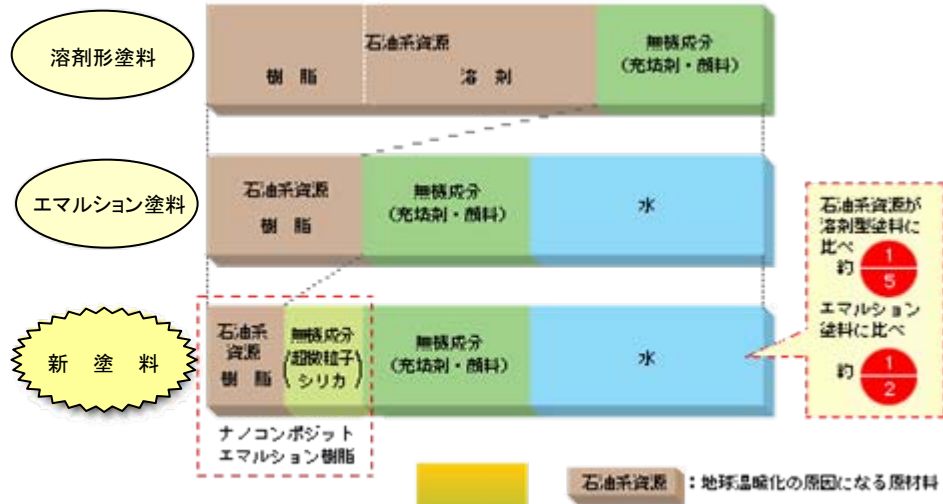 溶剤形塗料
石油系資源
樹 脂
溶 剤
無機成分
(充填剤・顔料)
エマルション塗料
石油系資源
樹 脂
無機成分
(充填剤・顔料)
水
石油系資源が
溶剤型塗料に
比べ
約 1/5
エマルション
塗料に比べ
約 1/2
新 塗 料
石油系
資源
樹 脂
無機成分
(超微粒子
シリカ)
無機成分
(充填剤・顔料)
水
ナノコンポジット
エマルション樹脂
石油系資源 : 地球温暖化の原因になる原材料